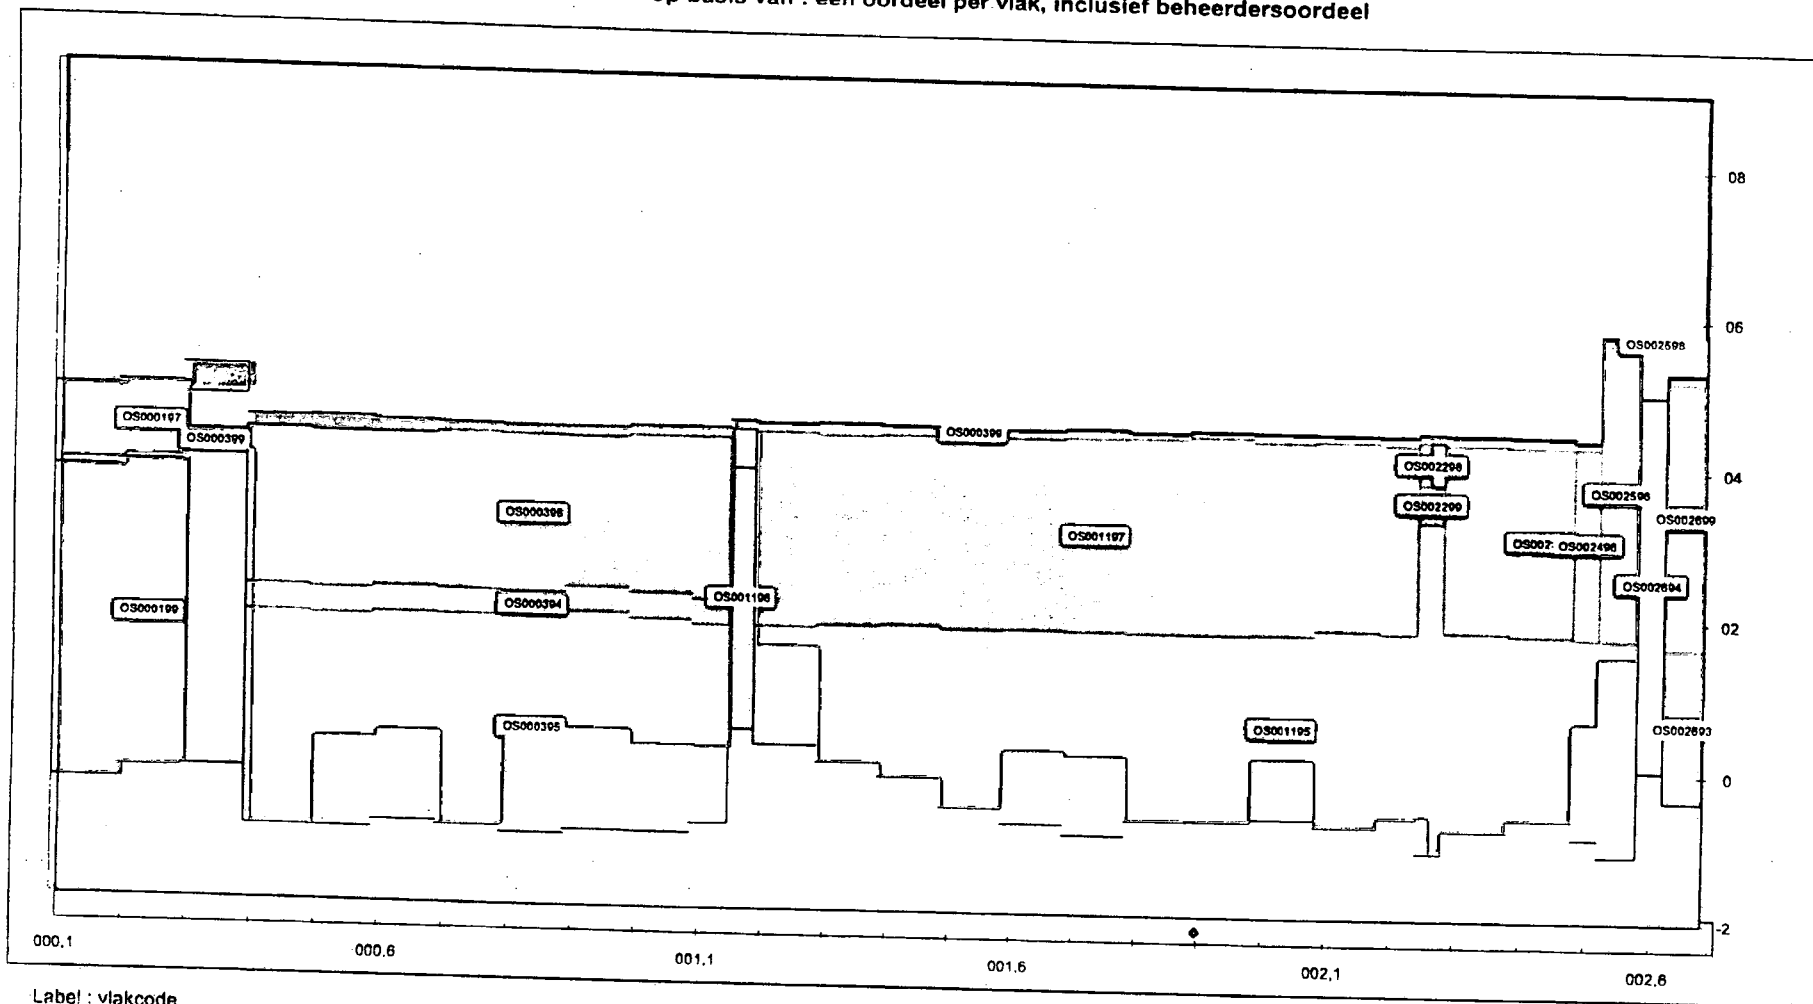 op basis van : een oordeel per vlak, inclusief beheerdersoordeel
08
06
OS002598
OS000197
OS000399
OS000399
OS002298
04
OS002596
OS002299
OS000396
OS002699
OS001197
OS002496
OS002694
OS000394
OS001196
OS000199
02
OS000395
OS001195
OS002693
0
-2
000,1
000,6
001,1
001,6
002,1
002,6
Label : vlakcode